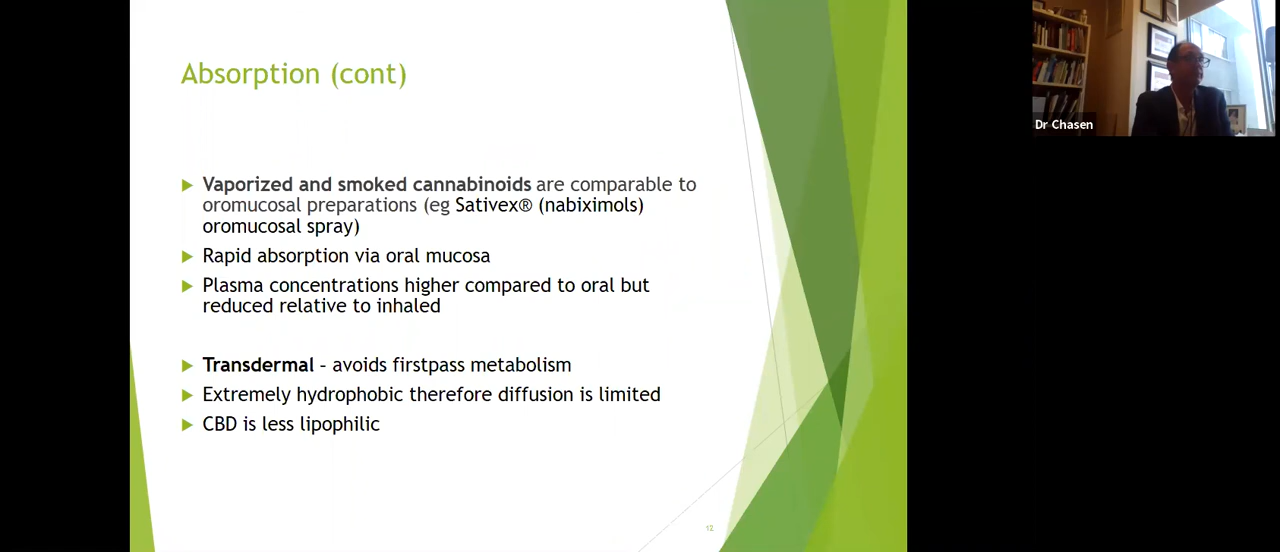 Absorption (cont)
Vaporized and smoked cannabinoids are comparable to
oromucosal preparations (eg Sativex® (nabiximols)
oromucosal spray)
Rapid absorption via oral mucosa
Plasma concentrations higher compared to oral but
reduced relative to inhaled
Transdermal – avoids firstpass metabolism
Extremely hydrophobic therefore diffusion is limited
CBD is less lipophilic
12
Dr Chasen